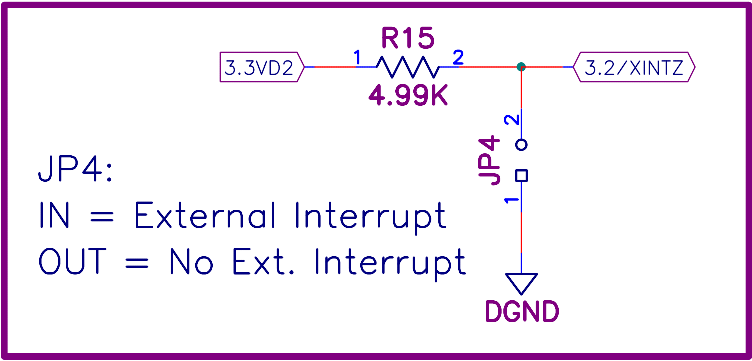 R15
3.3VD2
1
2
3.2/XINTZ
4.99K
2
JP4
1
JP4:
IN = External Interrupt
OUT = No Ext. Interrupt
DGND